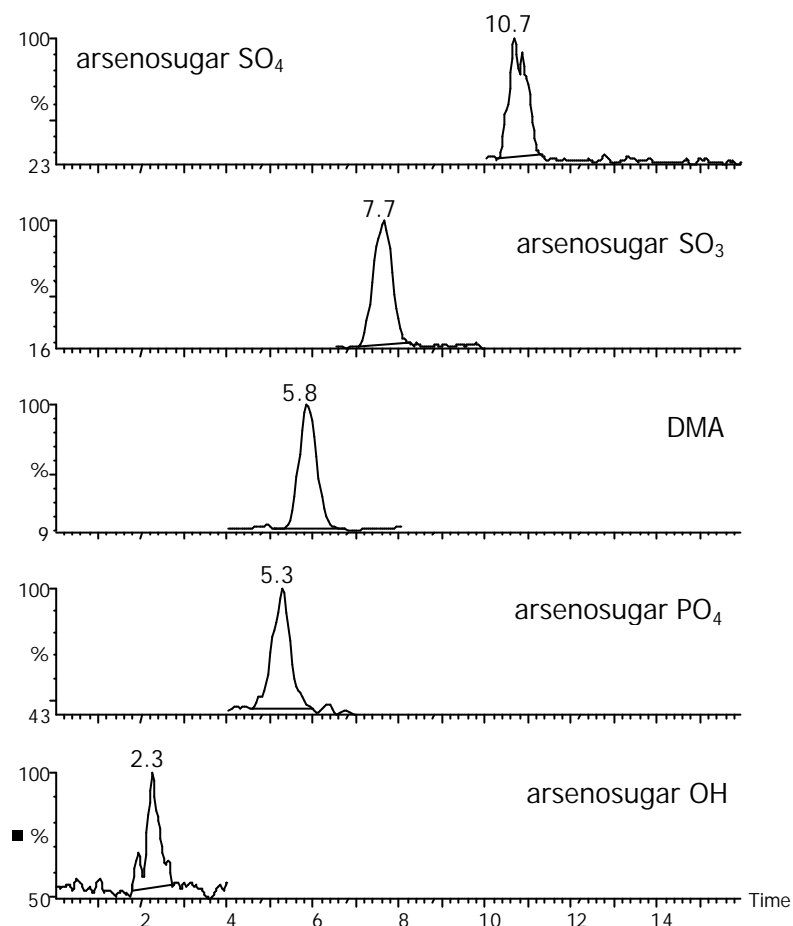 10.7
100
arsenosugar SO₄
%
23
7.7
100
arsenosugar SO₃
%
16
5.8
100
DMA
%
9
5.3
100
arsenosugar PO₄
%
43
2.3
100
arsenosugar OH
%
50
Time
2 4 6 8 10 12 14